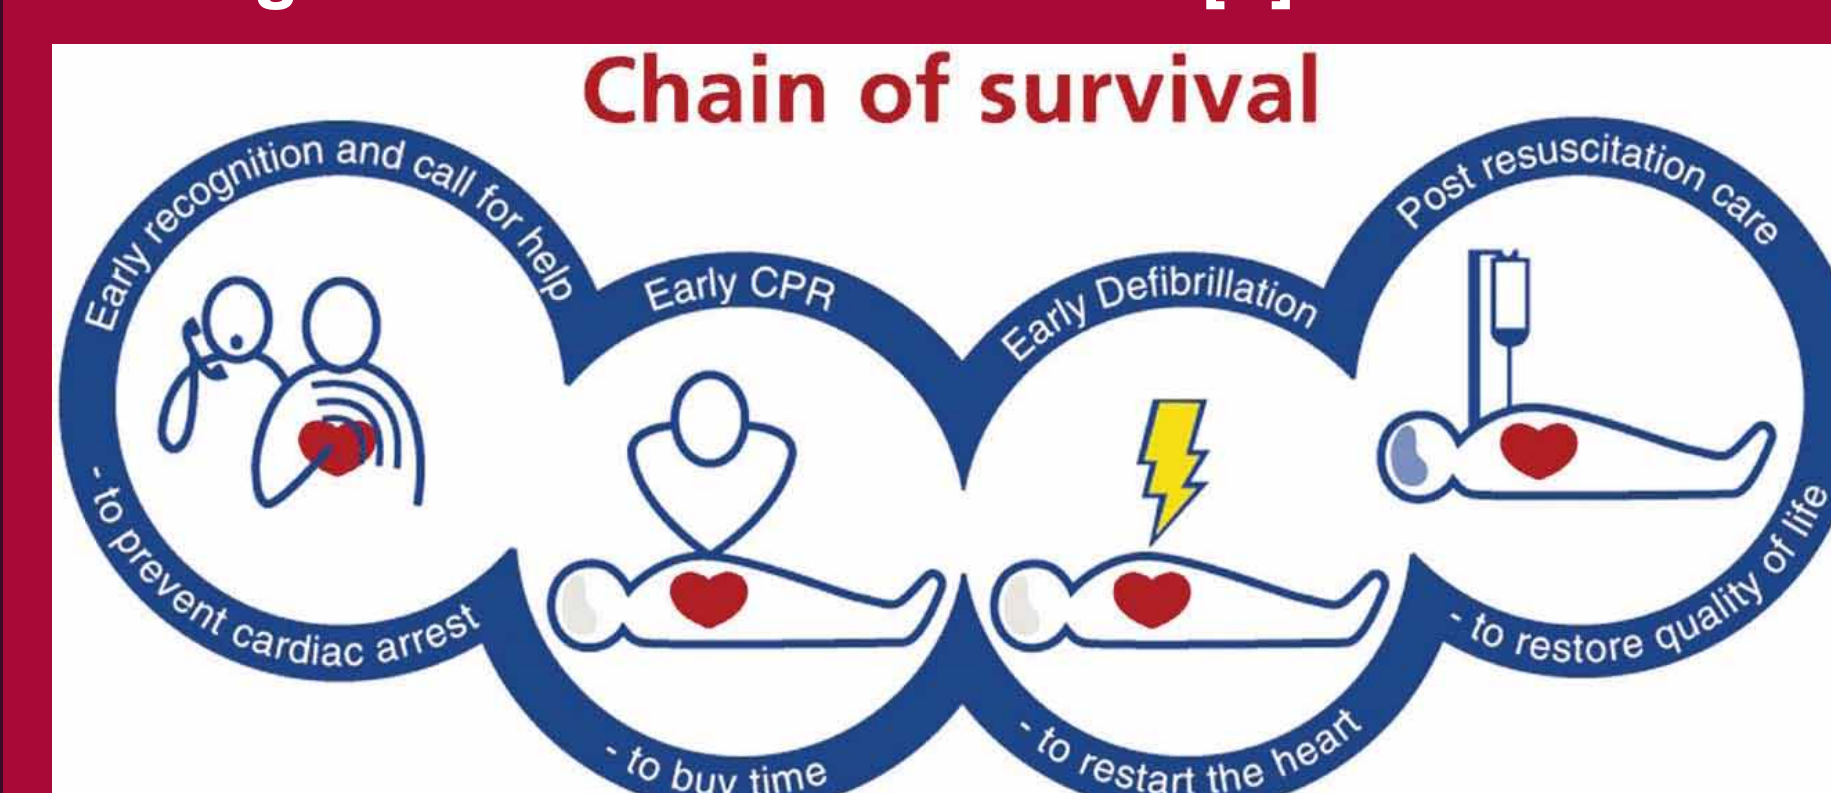 Chain of survival
Early recognition and call for help
- to prevent cardiac arrest
Early CPR
- to buy time
Early Defibrillation
- to restart the heart
Post resuscitation care
- to restore quality of life